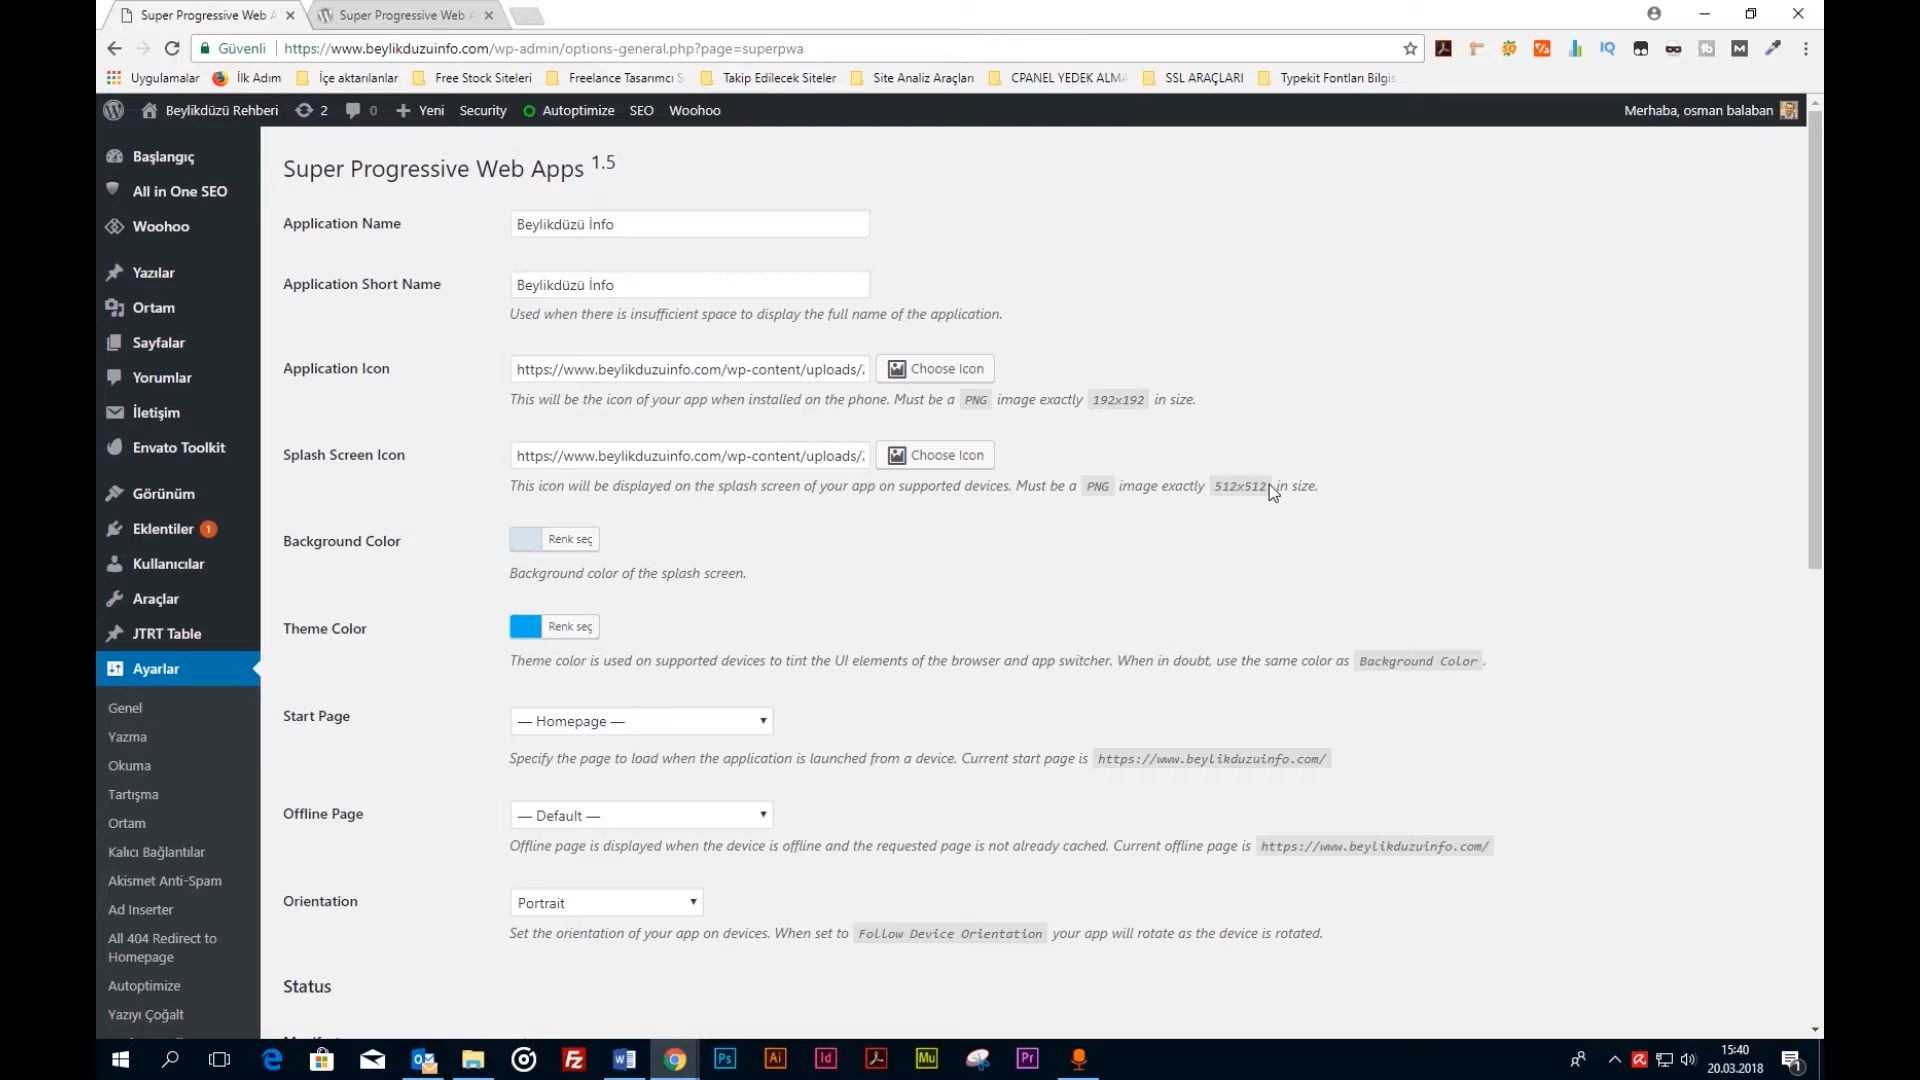 Super Progressive Web A
Super Progressive Web
Güvenli https://www.beylikduzuinfo.com/wp-admin/options-general.php?page=superpwa
Uygulamalar İlk Adım İçe aktarılanlar Free Stock Siteleri Freelance Tasarımcı S Takip Edilecek Siteler Site Analiz Araçları CPANEL YEDEK ALMA SSL ARAÇLARI Typekit Fontları Bilgis
Beylikdüzü Rehberi 2 0 Yeni Security Autoptimize SEO Woohoo Merhaba, osman balaban
Başlangıç
All in One SEO
Woohoo
Yazılar
Ortam
Sayfalar
Yorumlar
İletişim
Envato Toolkit
Görünüm
Eklentiler 1
Kullanıcılar
Araçlar
JTRT Table
Ayarlar
Genel
Yazma
Okuma
Tartışma
Ortam
Kalıcı Bağlantılar
Akismet Anti-Spam
Ad Inserter
All 404 Redirect to
Homepage
Autoptimize
Yazıyı Çoğalt
Super Progressive Web Apps 1.5
Application Name Beylikdüzü İnfo
Application Short Name Beylikdüzü İnfo
Used when there is insufficient space to display the full name of the application.
Application Icon https://www.beylikduzuinfo.com/wp-content/uploads/ Choose Icon
This will be the icon of your app when installed on the phone. Must be a PNG image exactly 192x192 in size.
Splash Screen Icon https://www.beylikduzuinfo.com/wp-content/uploads/ Choose Icon
This icon will be displayed on the splash screen of your app on supported devices. Must be a PNG image exactly 512x512 in size.
Background Color Renk seç
Background color of the splash screen.
Theme Color Renk seç
Theme color is used on supported devices to tint the UI elements of the browser and app switcher. When in doubt, use the same color as Background Color.
Start Page — Homepage —
Specify the page to load when the application is launched from a device. Current start page is https://www.beylikduzuinfo.com/
Offline Page — Default —
Offline page is displayed when the device is offline and the requested page is not already cached. Current offline page is https://www.beylikduzuinfo.com/
Orientation Portrait
Set the orientation of your app on devices. When set to Follow Device Orientation your app will rotate as the device is rotated.
Status
Ps Ai Id Mu Pr
15:40
20.03.2018
1